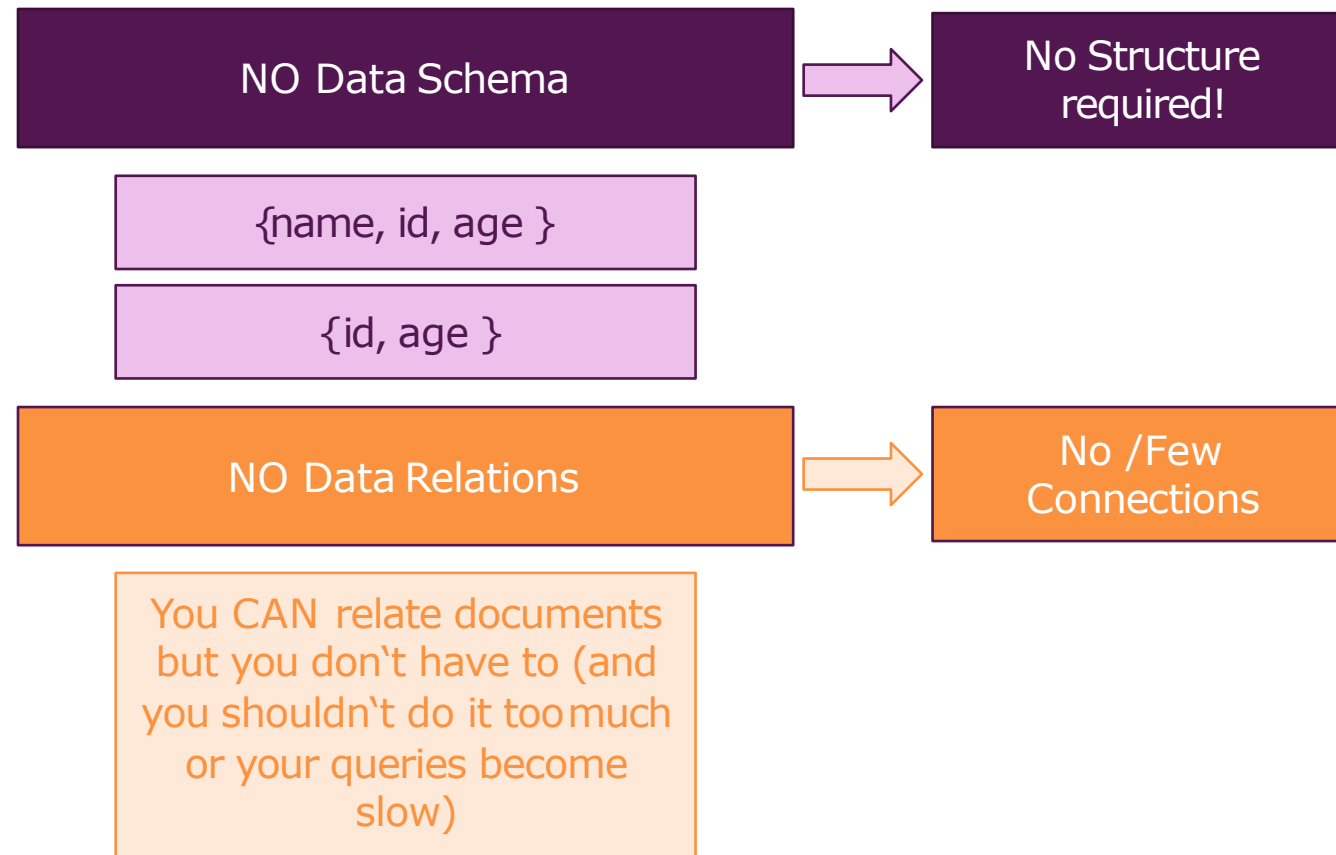 NO Data Schema
No Structure
required!
{name, id, age }
{id, age }
NO Data Relations
No /Few
Connections
You CAN relate documents
but you don‘t have to (and
you shouldn‘t do it too much
or your queries become
slow)